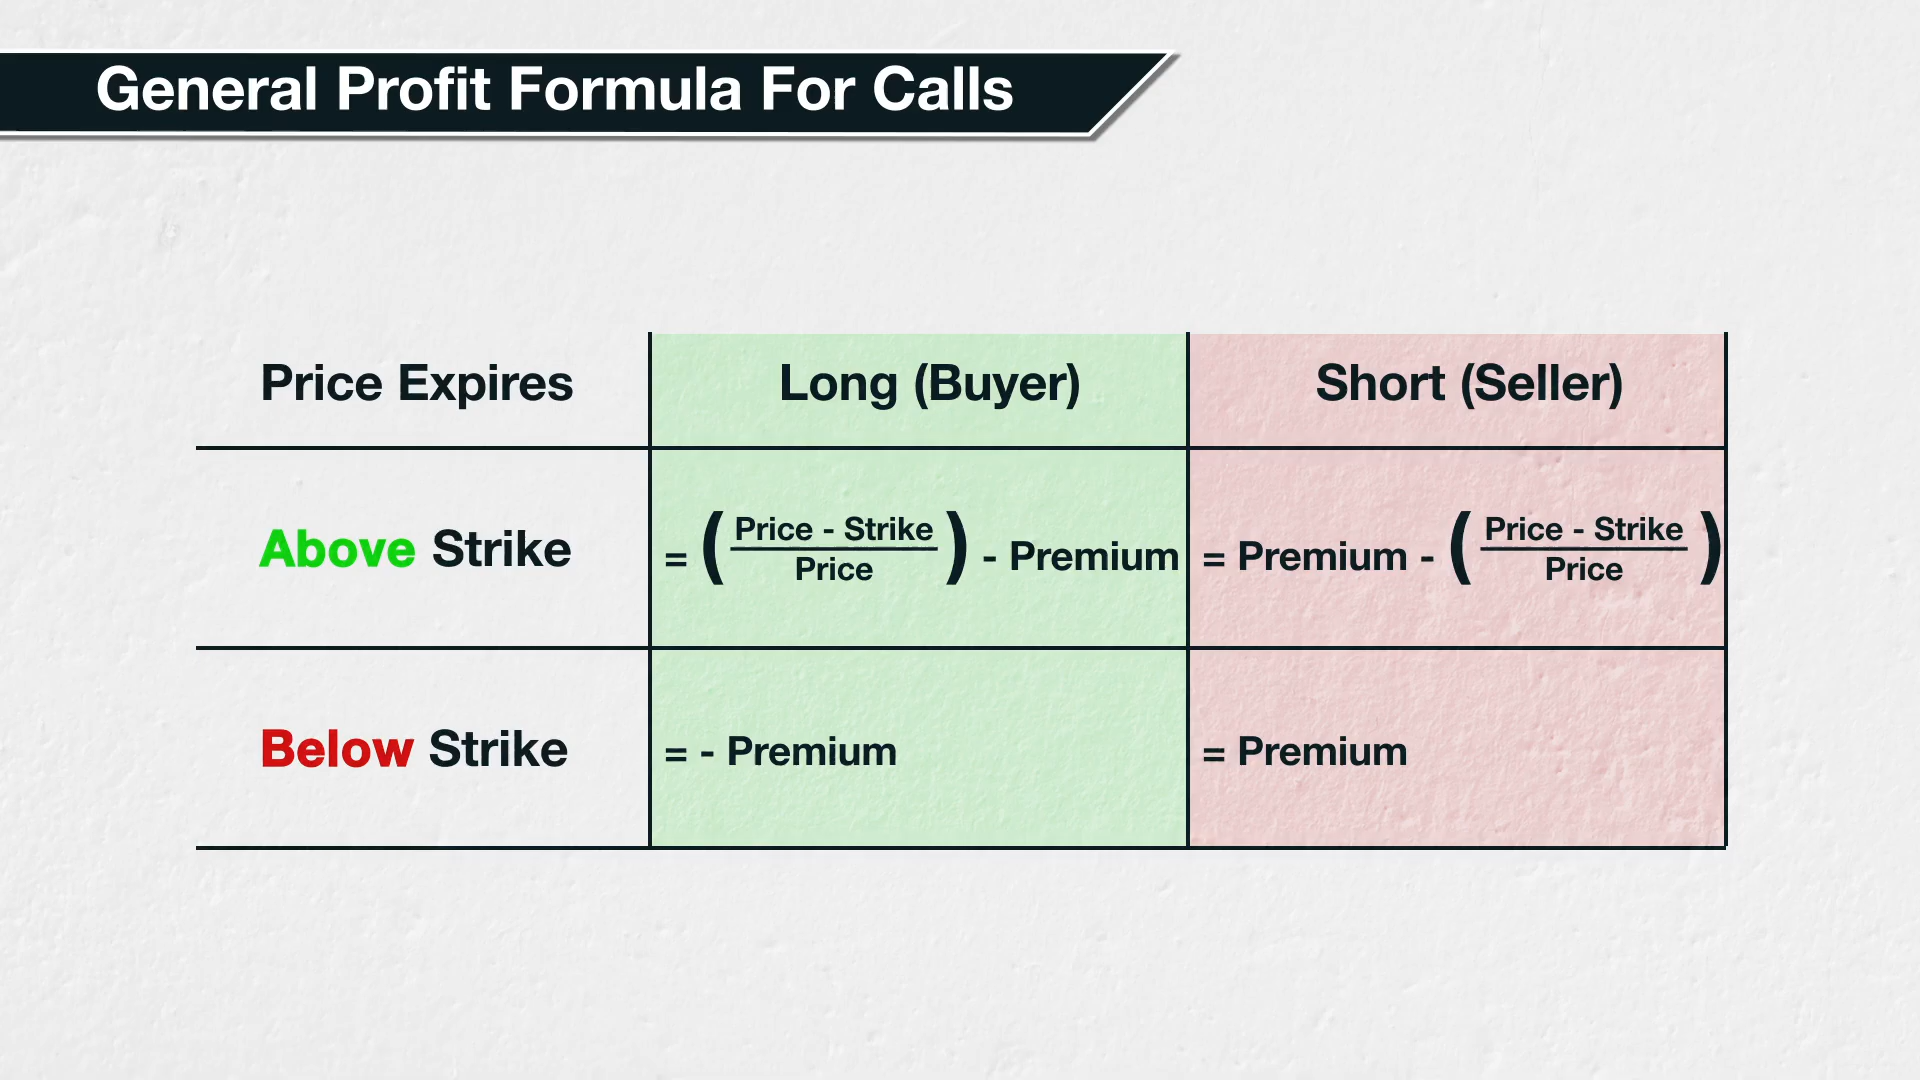 General Profit Formula For Calls
Price Expires
Long (Buyer)
Short (Seller)
Above Strike
= (Price - Strike / Price) - Premium
= Premium - (Price - Strike / Price)
Below Strike
= - Premium
= Premium